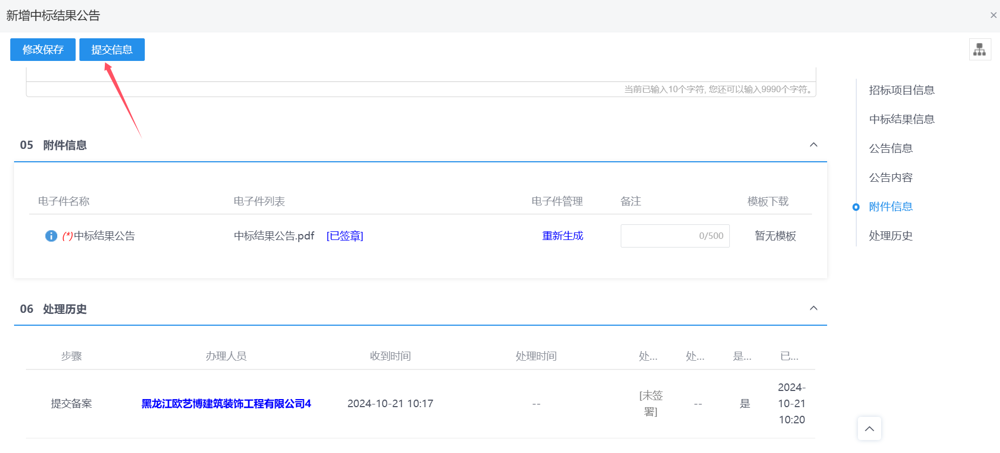 新增中标结果公告
修改保存 提交信息
当前已输入10个字符, 您还可以输入9990个字符。
招标项目信息
中标结果信息
公告信息
公告内容
附件信息
处理历史
05 附件信息
电子件名称 电子件列表 电子件管理 备注 模板下载
(*)中标结果公告 中标结果公告.pdf [已签章] 重新生成 0/500 暂无模板
06 处理历史
步骤 办理人员 收到时间 处理时间 处... 处... 是... 已...
提交备案 黑龙江欧艺博建筑装饰工程有限公司4 2024-10-21 10:17 -- [未签
署] -- 是 2024-
10-21
10:20